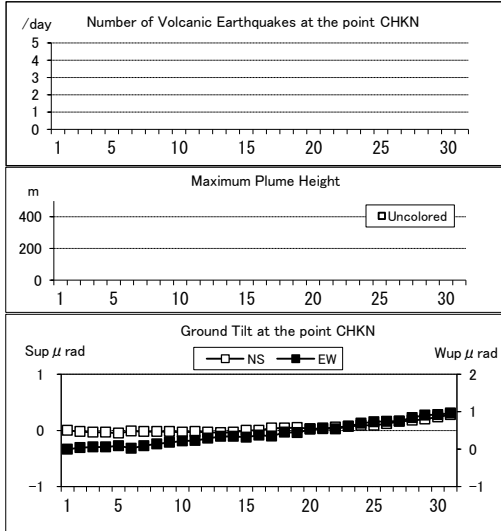 Number of Volcanic Earthquakes at the point CHKN
/day
5
4
3
2
1
0
1 5 10 15 20 25 30
Maximum Plume Height
m
400
200
0
Uncolored
1 5 10 15 20 25 30
Ground Tilt at the point CHKN
Sup μ rad
Wup μ rad
NS EW
1 2
0 1
0
-1 -1
1 5 10 15 20 25 30